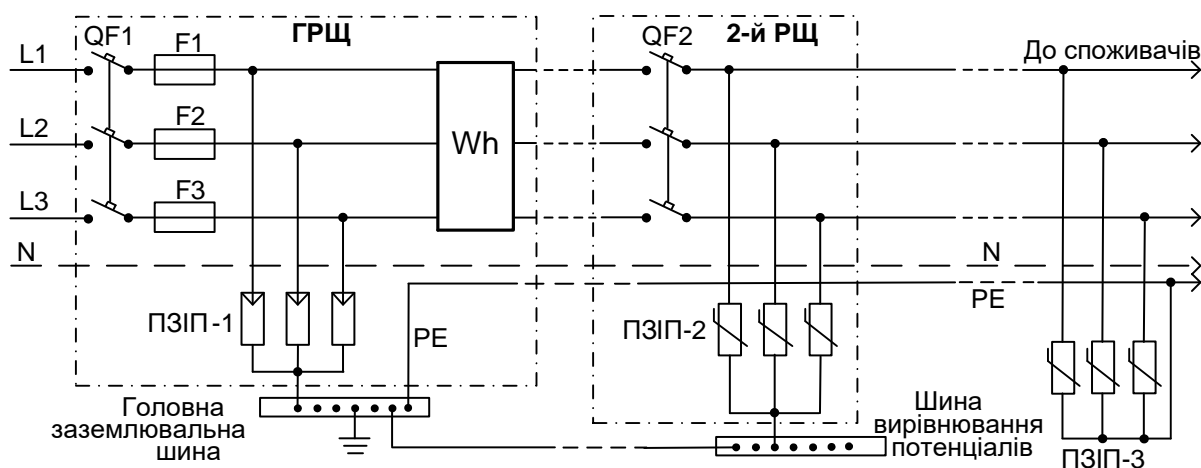 ГРЩ
2-й РЩ
QF1
F1
QF2
До споживачів
L1
L2
F2
Wh
L3
F3
N
N
PE
ПЗІП-1
PE
ПЗІП-2
Головна
заземлювальна
шина
Шина
вирівнювання
потенціалів
ПЗІП-3